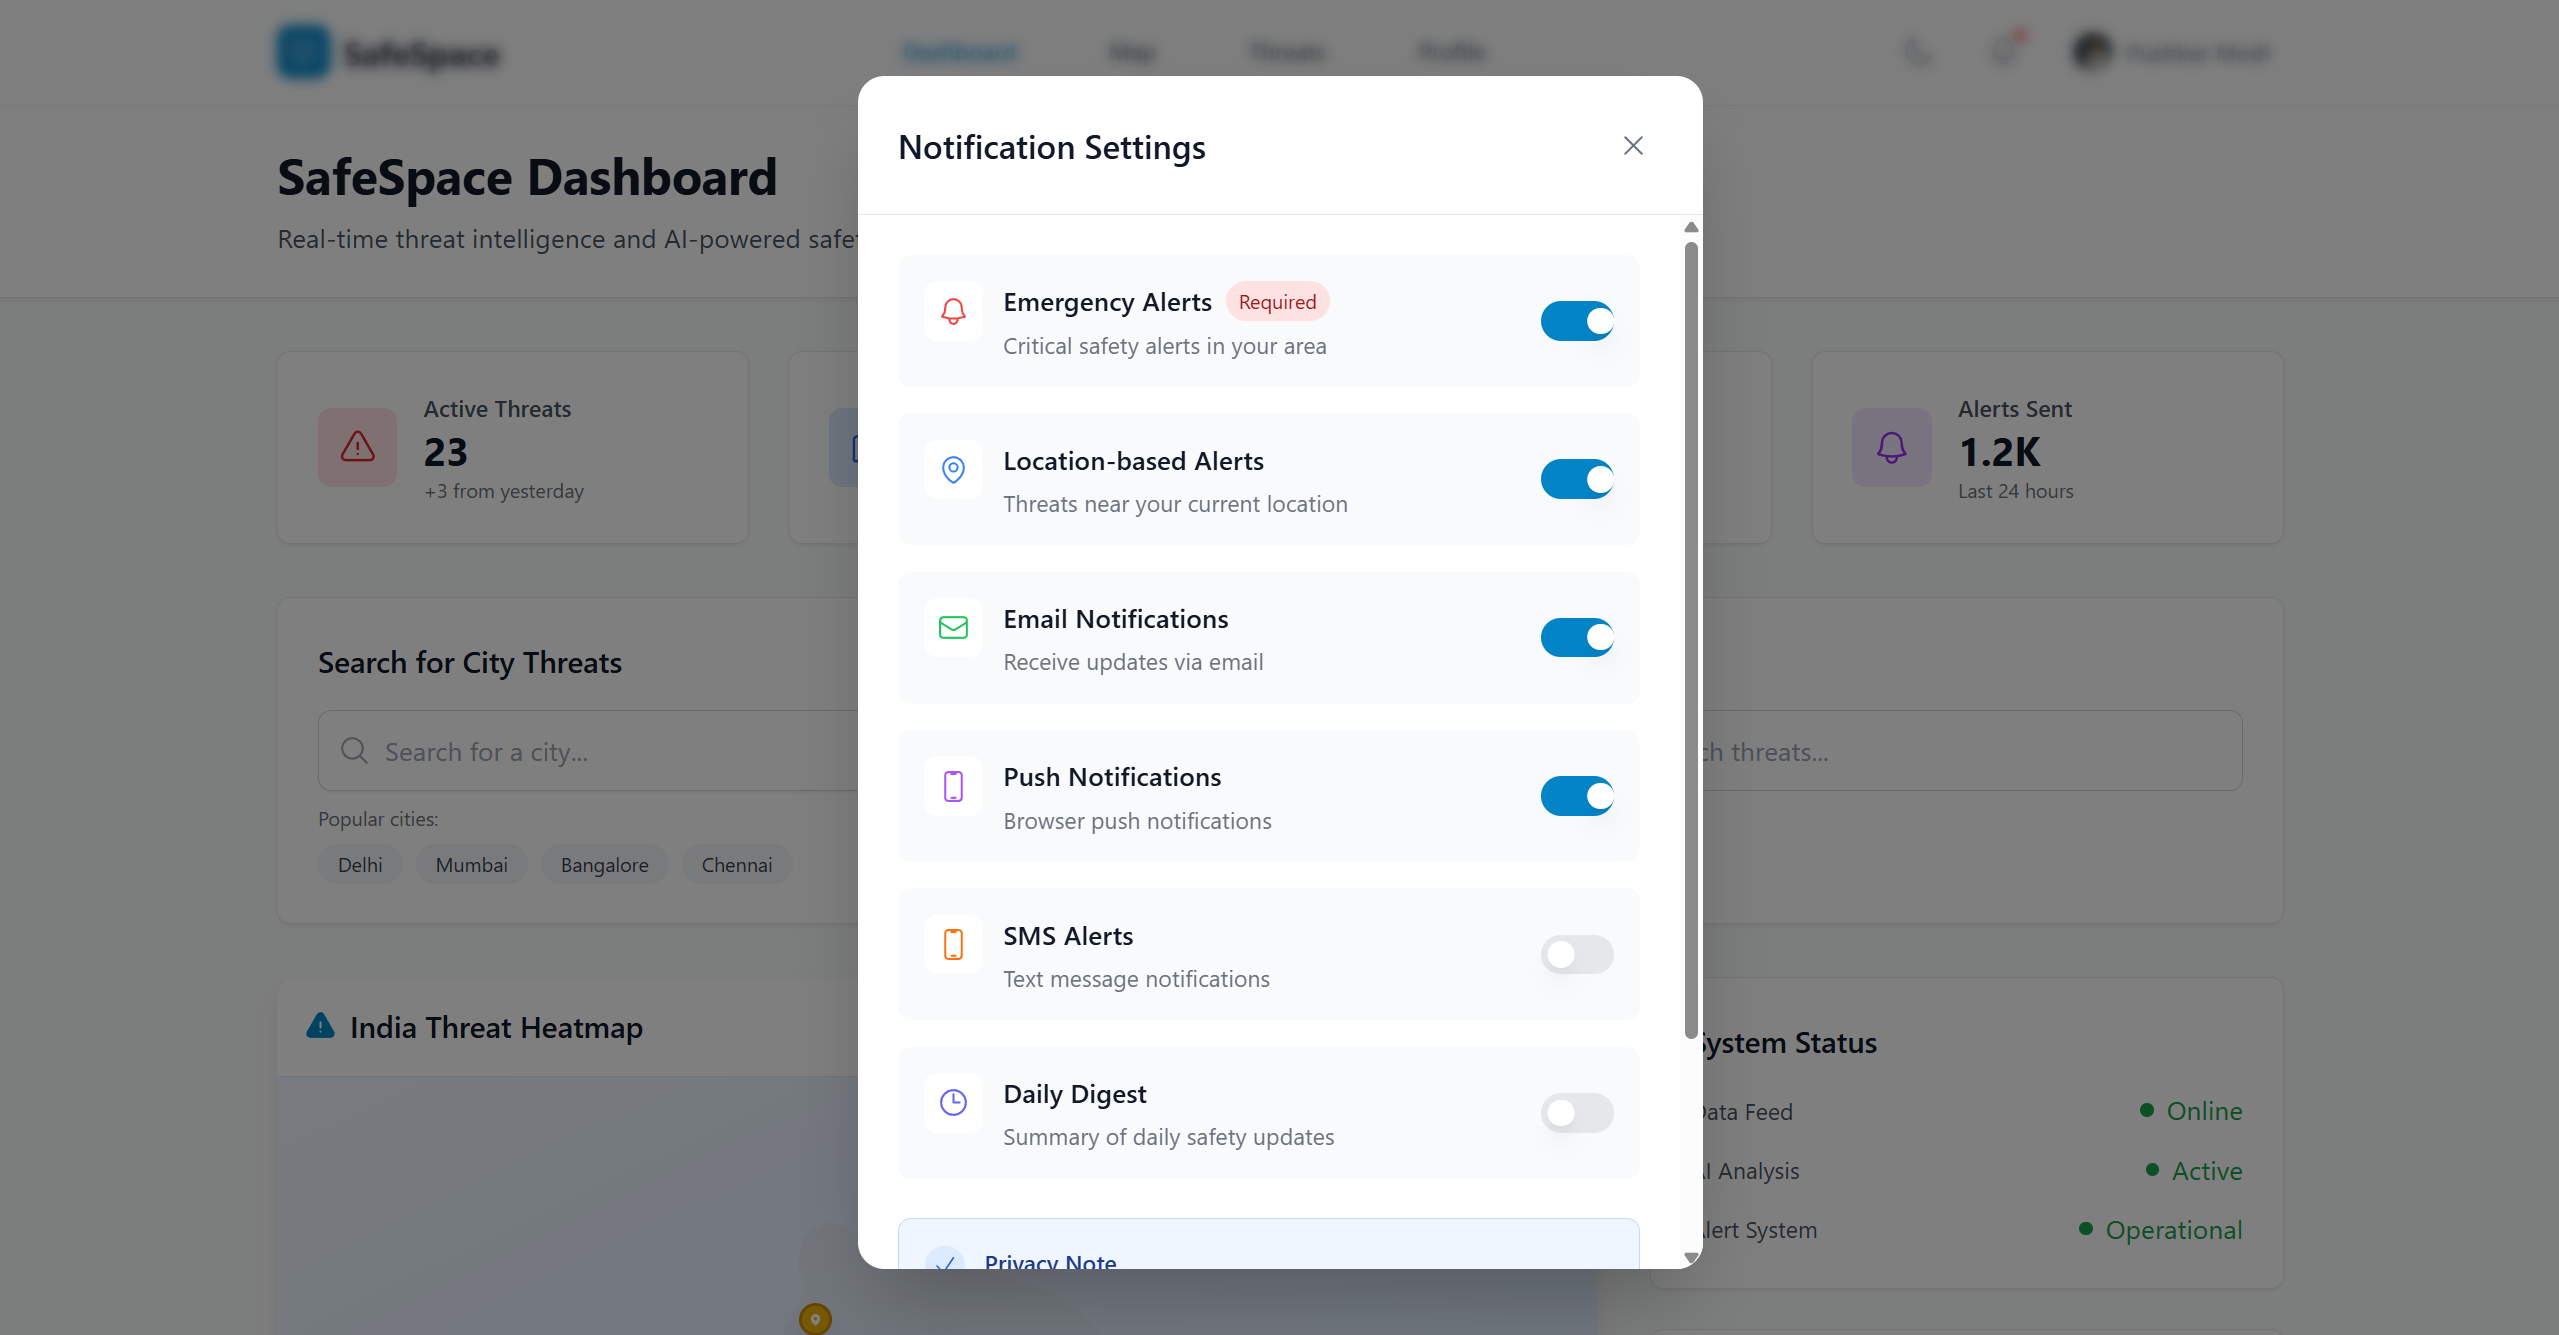 SafeSpace
Dashboard
Map
Threats
Profile
SafeSpace Dashboard
Real-time threat intelligence and AI-powered
Notification Settings
Emergency Alerts
Required
Critical safety alerts in your area
Location-based Alerts
Threats near your current location
Email Notifications
Receive updates via email
Push Notifications
Browser push notifications
SMS Alerts
Text message notifications
Daily Digest
Summary of daily safety updates
Privacy Note
Active Threats
23
+3 from yesterday
Alerts Sent
1.2K
Last 24 hours
Search for City Threats
Search for a city...
threats...
Popular cities:
Delhi
Mumbai
Bangalore
Chennai
India Threat Heatmap
System Status
Data Feed
Online
AI Analysis
Active
Alert System
Operational